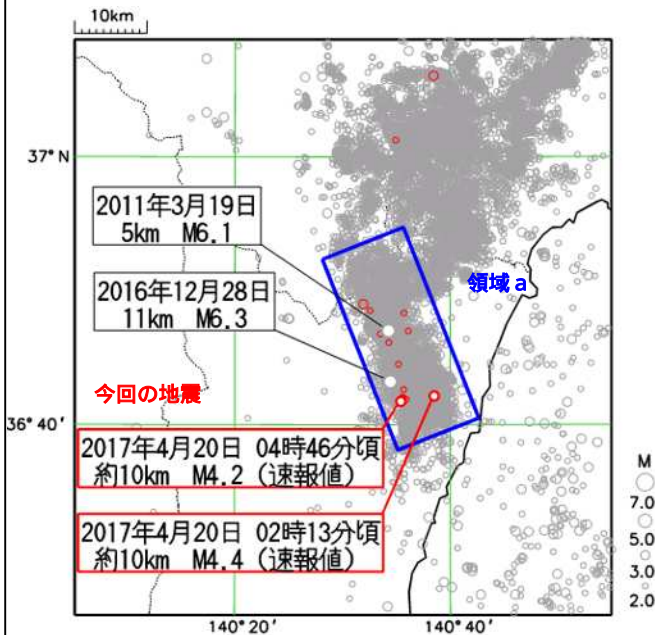 10km
37° N
2011年3月19日
5km M6.1
2016年12月28日
11km M6.3
領域a
今回の地震
36° 40′
2017年4月20日 04時46分頃
約10km M4.2 (速報値)
2017年4月20日 02時13分頃
約10km M4.4 (速報値)
M
7.0
5.0
3.0
2.0
140° 20′
140° 40′